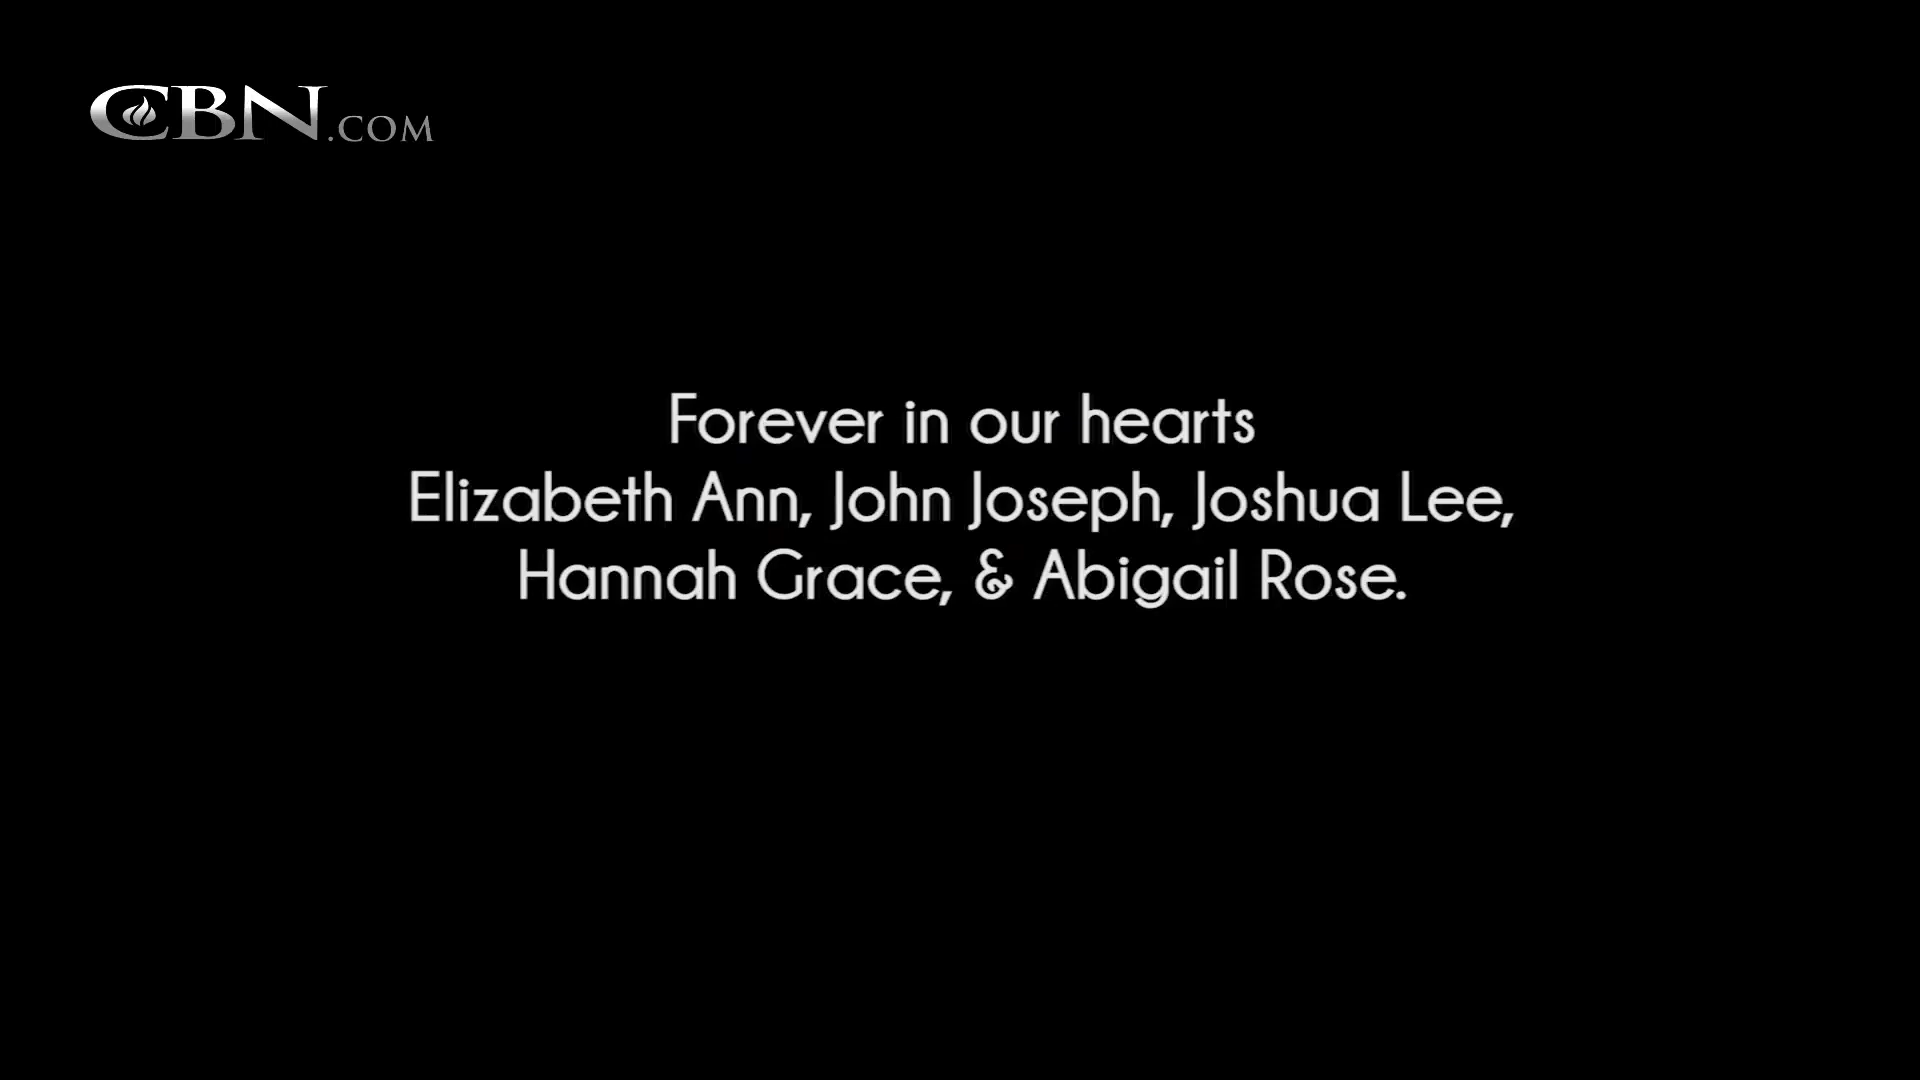 CBN.COM
Forever in our hearts
Elizabeth Ann, John Joseph, Joshua Lee,
Hannah Grace, & Abigail Rose.